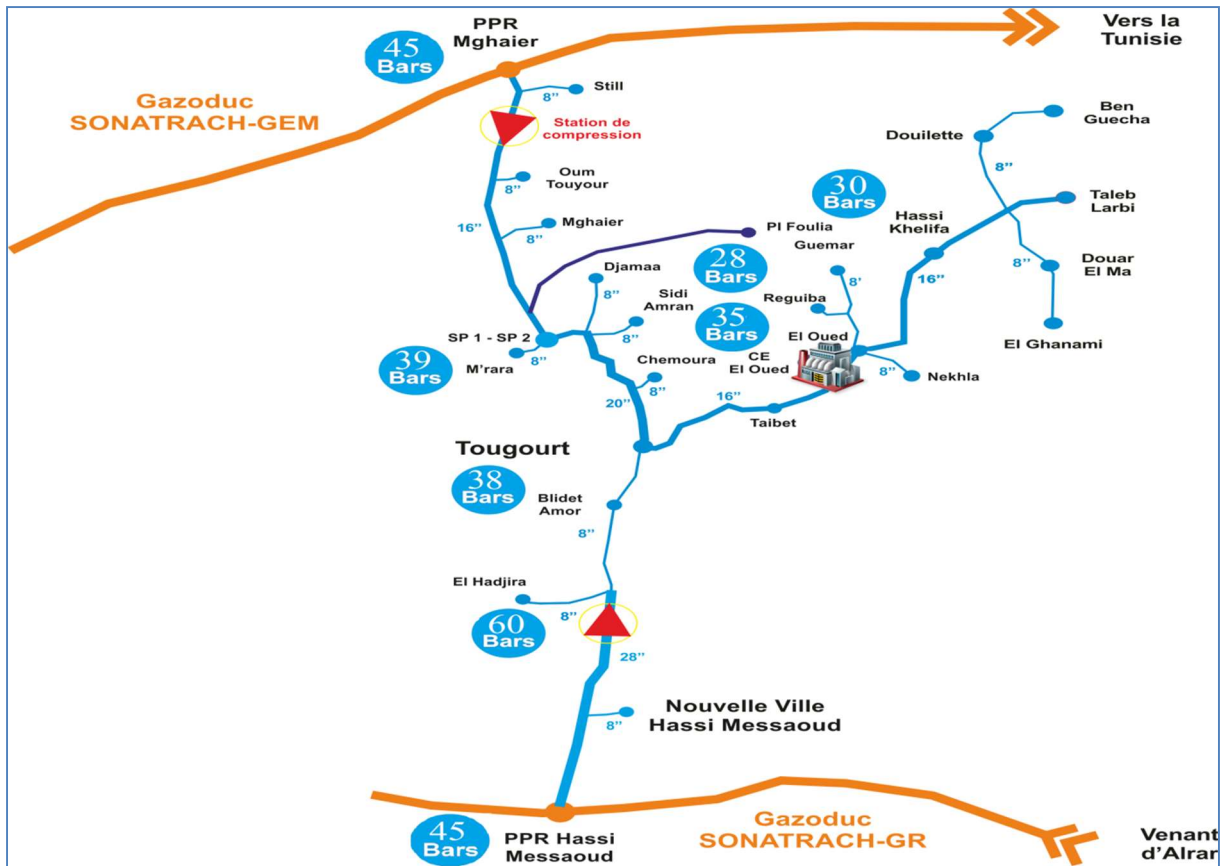 PPR
Mghaier
45
Bars
Vers la
Tunisie
Gazoduc
SONATRACH-GEM
Still
8”
Station de
compression
Ben
Guecha
Douilette
8”
Oum
Touyour
8”
30
Bars
Taleb
Larbi
Hassi
Khelifa
16”
Mghaier
8”
PI Foulia
Guemar
28
Bars
Djamaa
8”
8’
8”
Douar
El Ma
16”
Sidi
Amran
8”
Reguiba
35
Bars
El Oued
CE
El Oued
El Ghanami
SP 1 - SP 2
8”
M’rara
39
Bars
Chemoura
8”
8”
Nekhla
20”
16”
Taibet
Tougourt
38
Bars
Blidet
Amor
8”
El Hadjira
8”
60
Bars
28”
Nouvelle Ville
Hassi Messaoud
8”
45
Bars
PPR Hassi
Messaoud
Gazoduc
SONATRACH-GR
Venant
d’Alrar